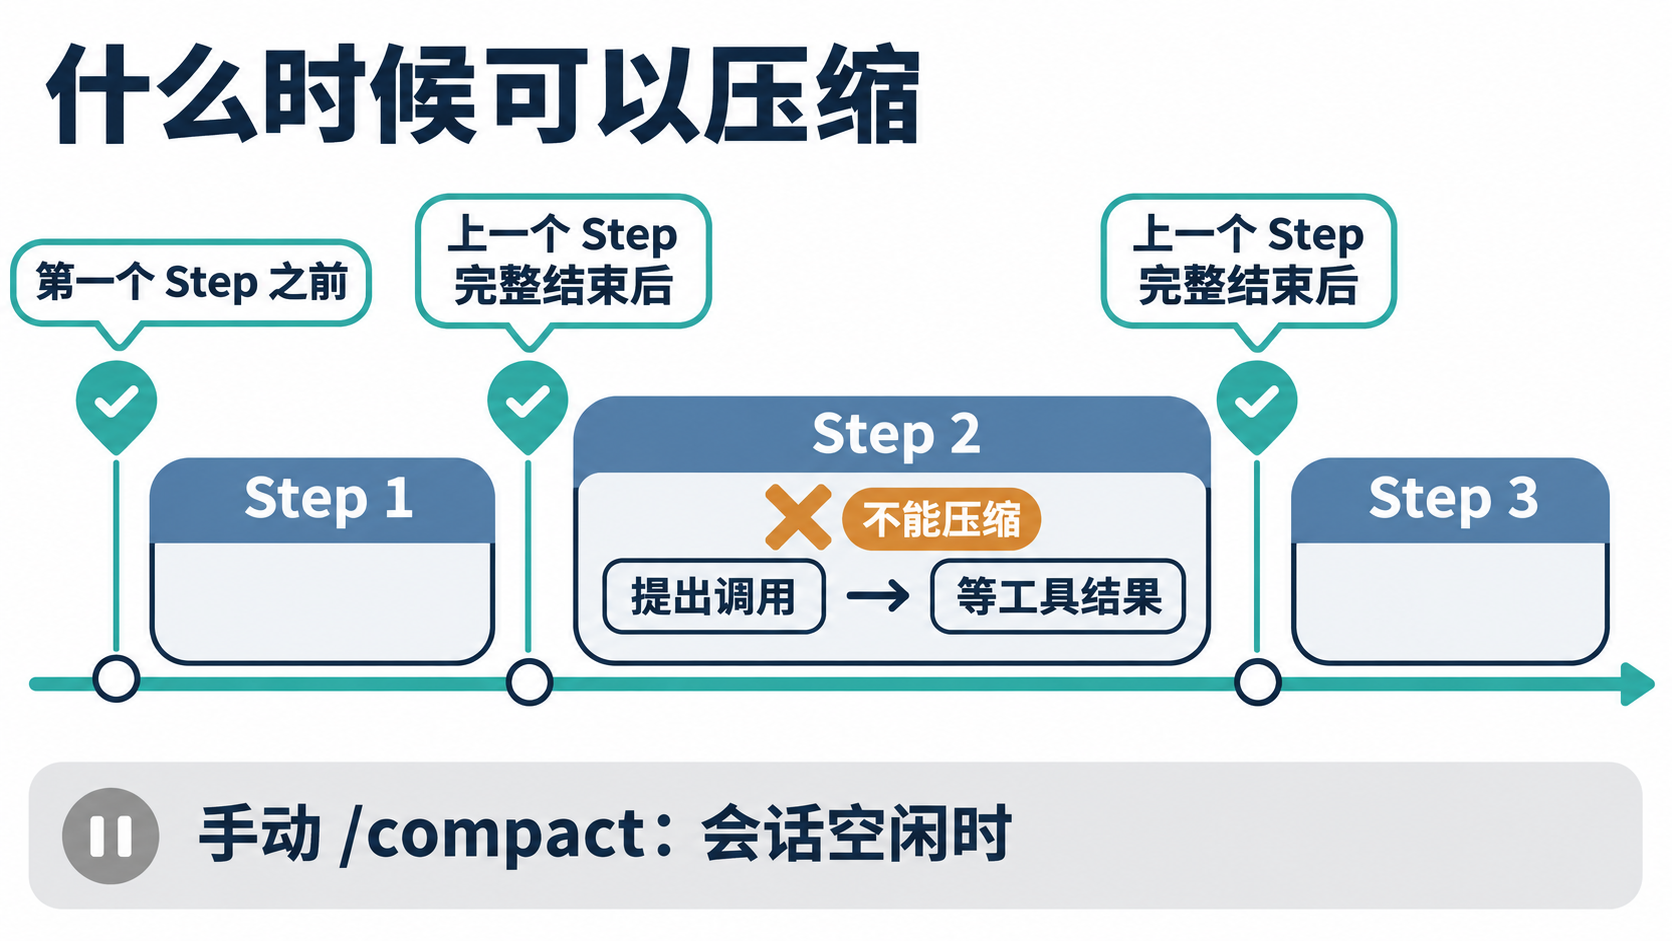 什么时候可以压缩
第一个 Step 之前
上一个 Step
完整结束后
上一个 Step
完整结束后
Step 1
Step 2
不能压缩
提出调用
等工具结果
Step 3
手动 /compact：会话空闲时